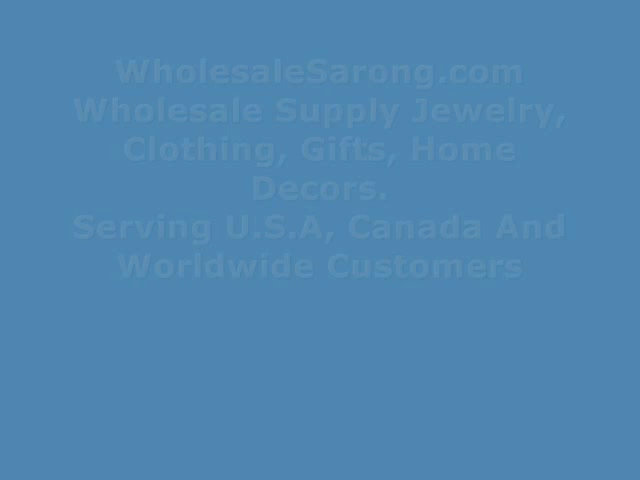 WholesaleSarong.com
Wholesale Supply Jewelry,
Clothing, Gifts, Home
Decors.
Serving U.S.A, Canada And
Worldwide Customers